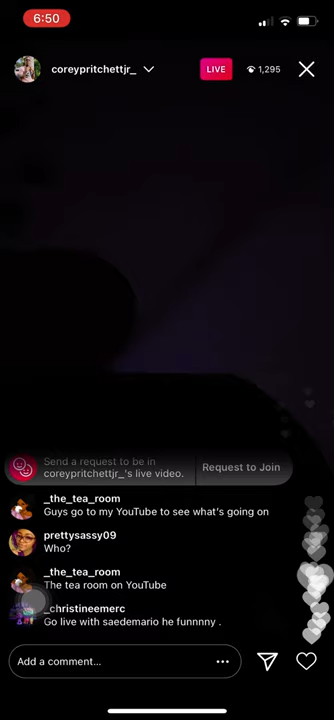 6:50
coreypritchettjr_
LIVE
1,295
Send a request to be in
coreypritchettjr_'s live video.
Request to Join
_the_tea_room
Guys go to my YouTube to see what's going on
prettysassy09
Who?
_the_tea_room
The tea room on YouTube
_christineemerc
Go live with saedemario he funnnny .
Add a comment...